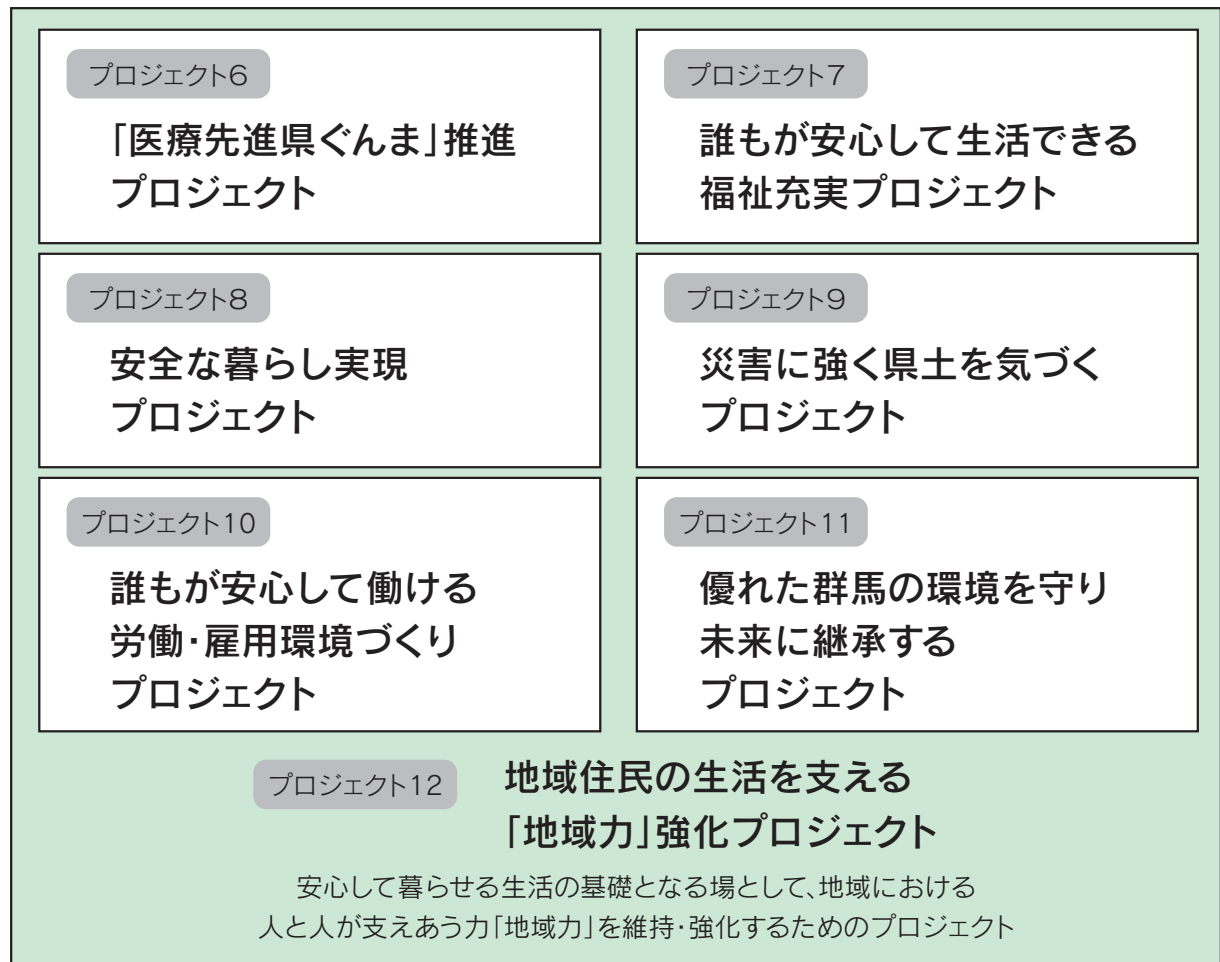 プロジェクト6
「医療先進県ぐんま」推進
プロジェクト
プロジェクト7
誰もが安心して生活できる
福祉充実プロジェクト
プロジェクト8
安全な暮らし実現
プロジェクト
プロジェクト9
災害に強く県土を気づく
プロジェクト
プロジェクト10
誰もが安心して働ける
労働・雇用環境づくり
プロジェクト
プロジェクト11
優れた群馬の環境を守り
未来に継承する
プロジェクト
プロジェクト12
地域住民の生活を支える
「地域力」強化プロジェクト
安心して暮らせる生活の基礎となる場として、地域における
人と人が支えあう力「地域力」を維持・強化するためのプロジェクト